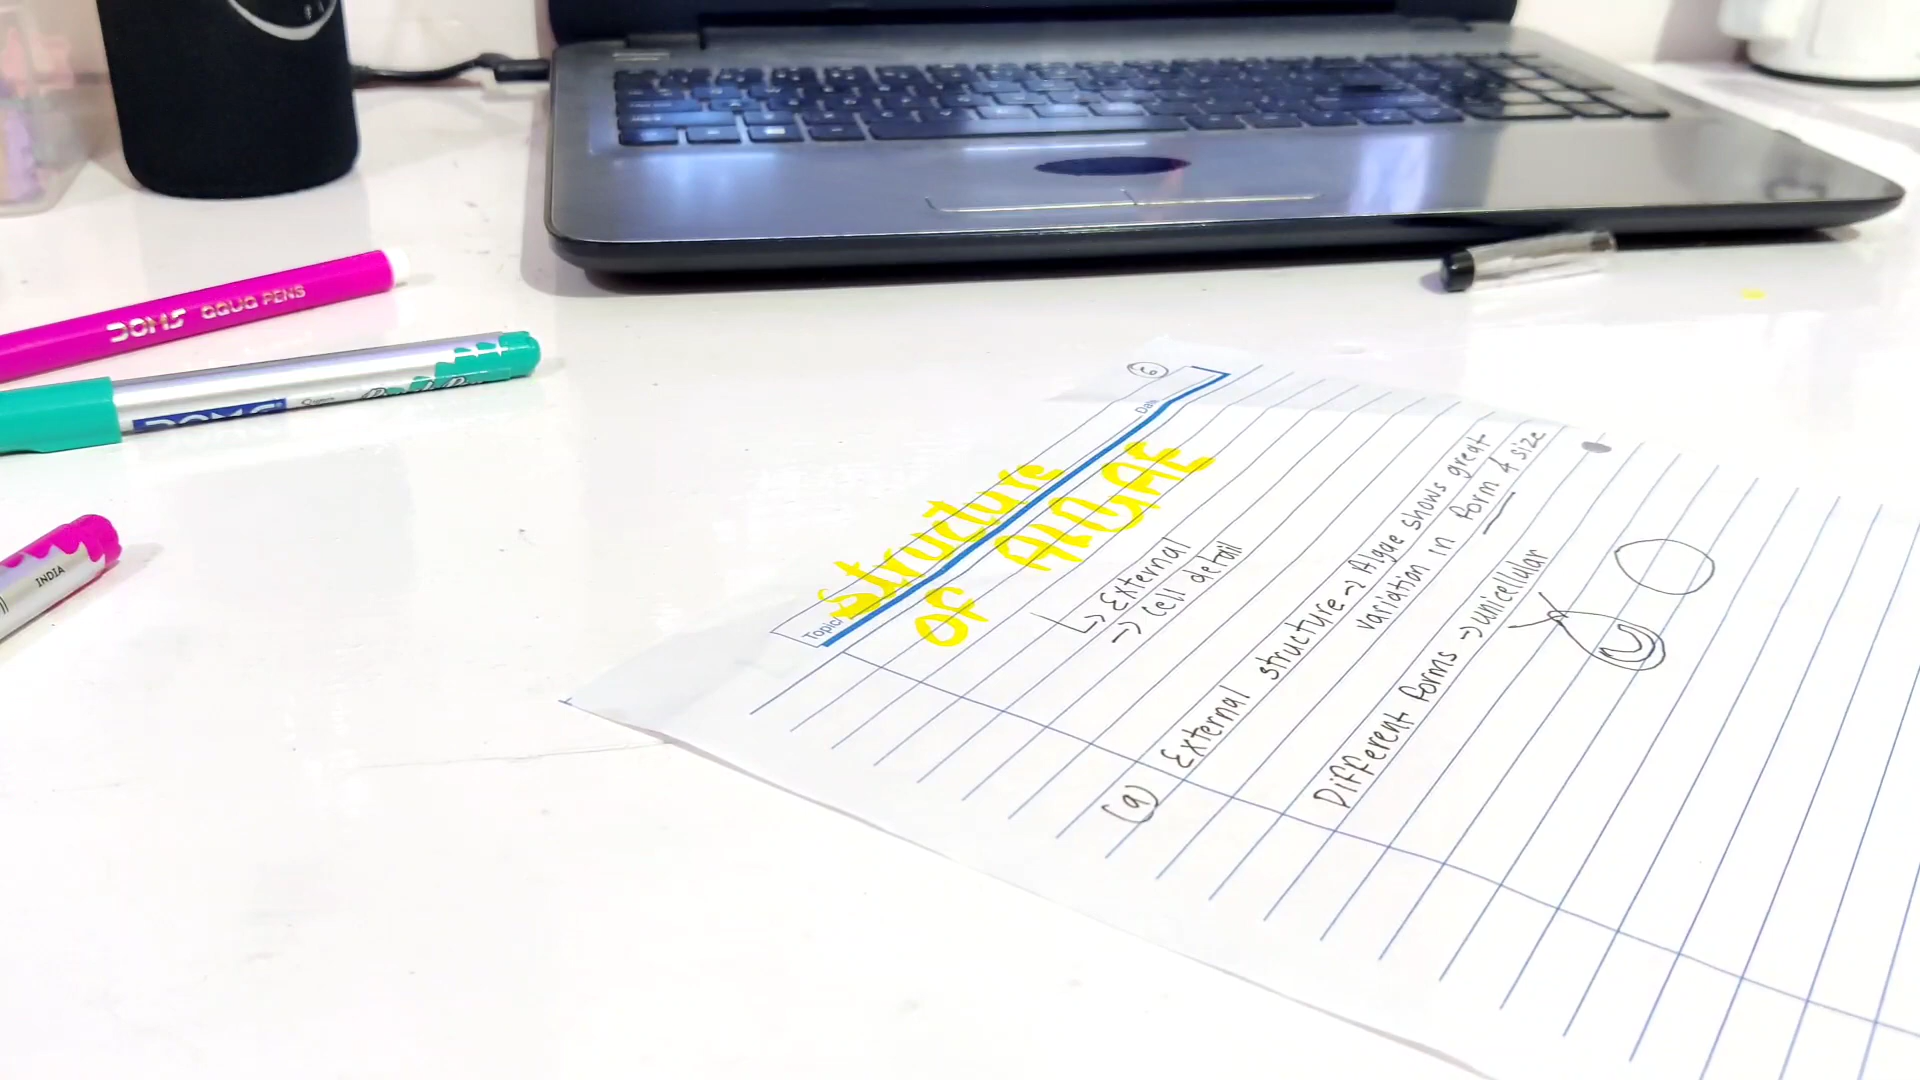 DOMS AQUA PENS
DOMS
INDIA
Date
Topic
structure
OF ALGAE
↳ External
→ cell detail
(a) External structure → Algae shows great
variation in form & size
Different forms → unicellular